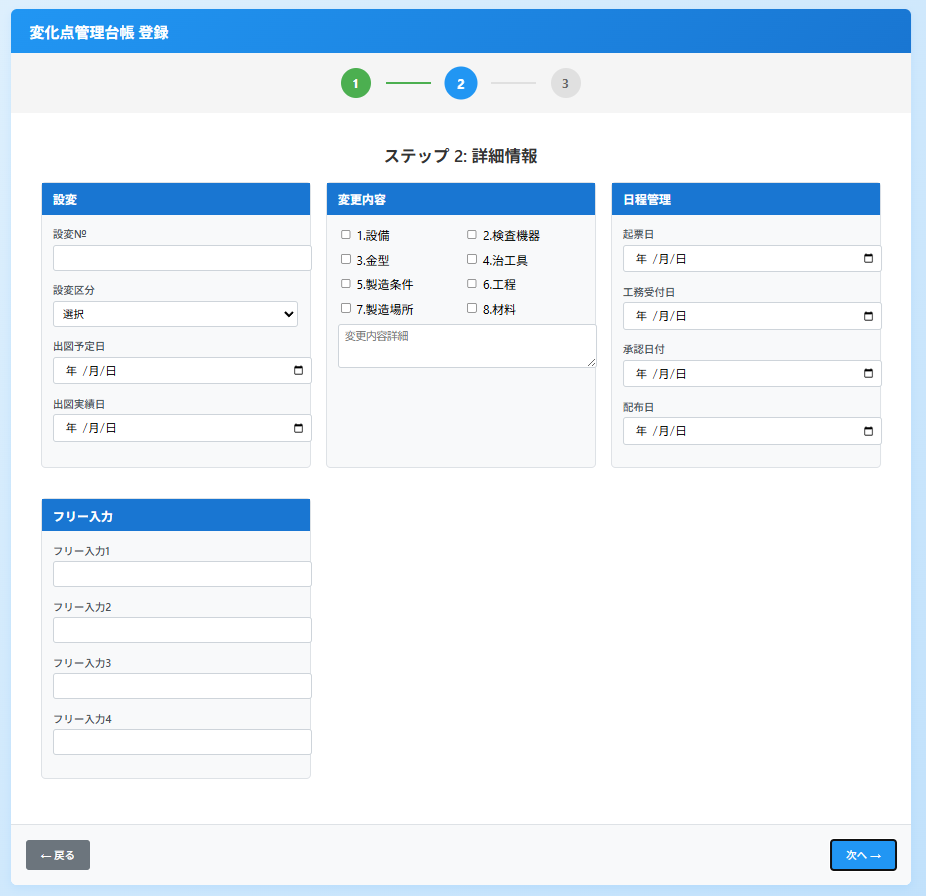 変化点管理台帳 登録
1
2
3
ステップ 2: 詳細情報
設変
設変№
設変区分
選択
出図予定日
年 /月/日
出図実績日
年 /月/日
変更内容
1.設備
2.検査機器
3.金型
4.治工具
5.製造条件
6.工程
7.製造場所
8.材料
変更内容詳細
日程管理
起票日
年 /月/日
工務受付日
年 /月/日
承認日付
年 /月/日
配布日
年 /月/日
フリー入力
フリー入力1
フリー入力2
フリー入力3
フリー入力4
← 戻る
次へ →